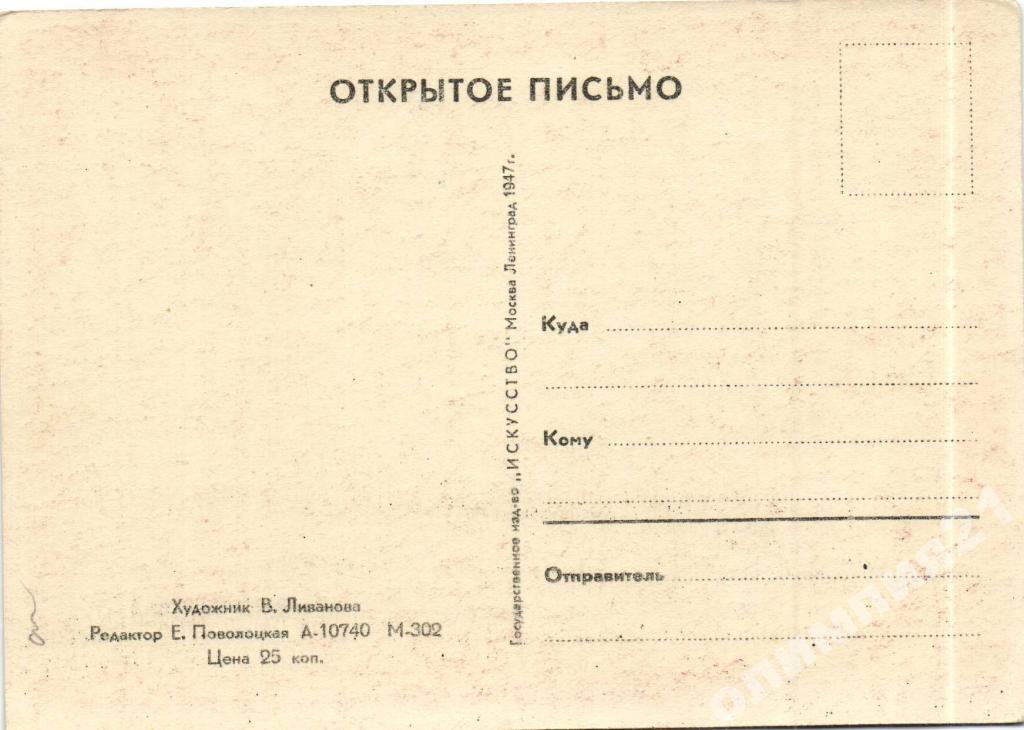 ОТКРЫТОЕ ПИСЬМО
Государственное изд-во „ИСКУССТВО" Москва Ленинград 1947г.
Куда
Кому
Отправитель
Художник В. Ливанова
Редактор Е. Поволоцкая А-10740 М-302
Цена 25 коп.
олимпия21